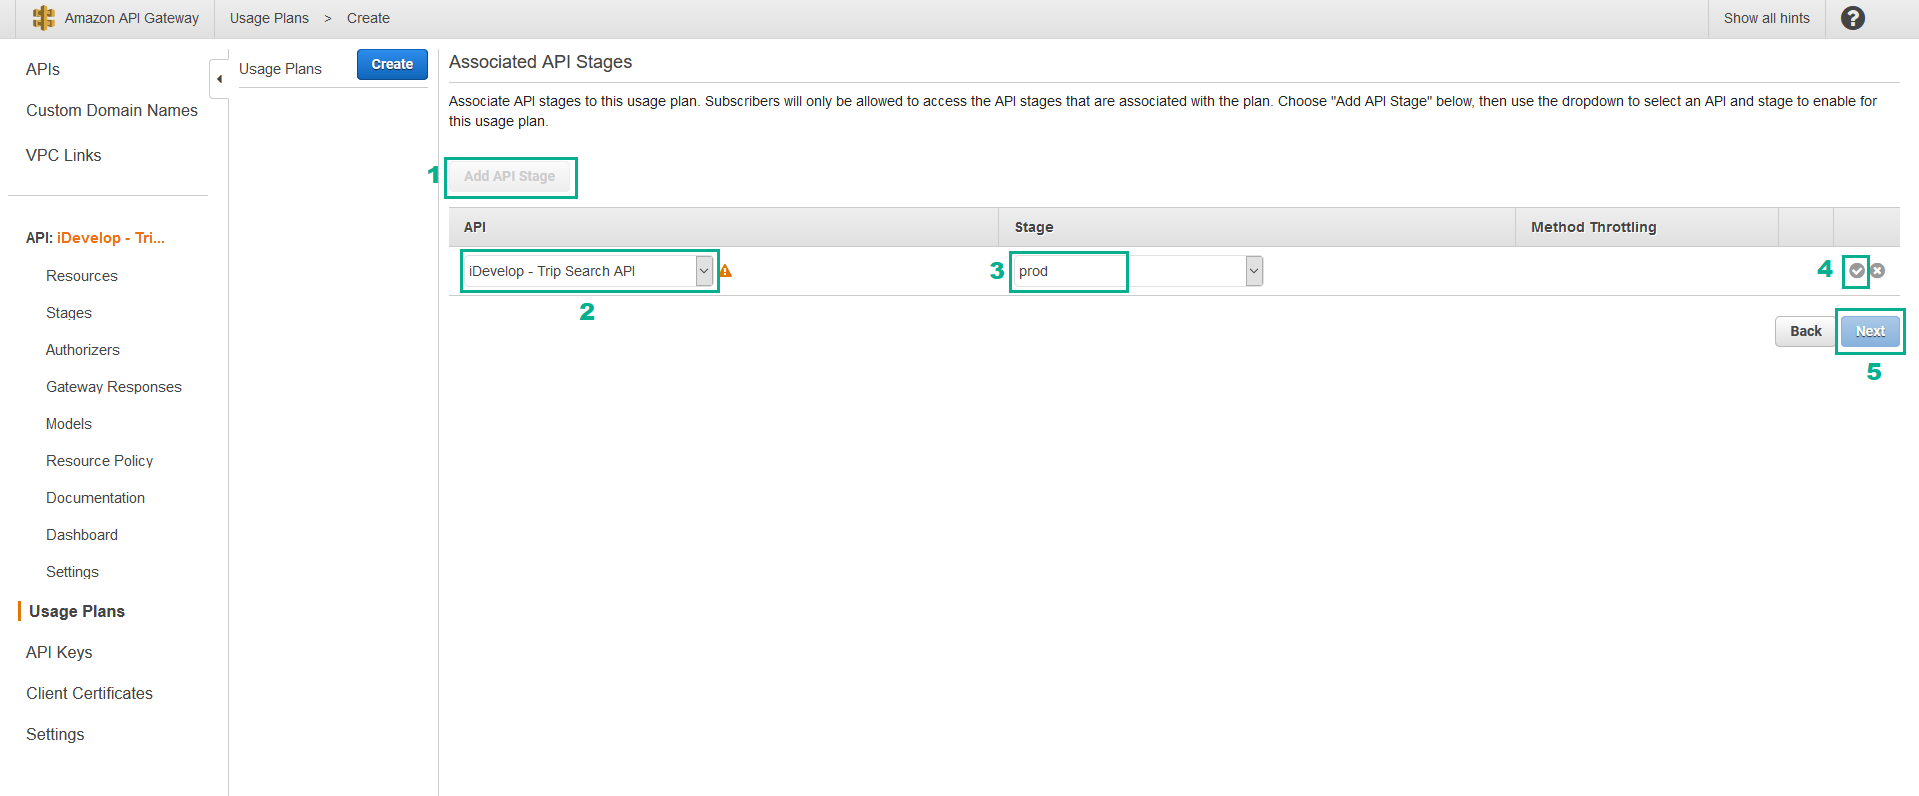 Amazon API Gateway
Usage Plans > Create
Show all hints
?
APIs
Custom Domain Names
VPC Links
API: iDevelop - Tri...
Resources
Stages
Authorizers
Gateway Responses
Models
Resource Policy
Documentation
Dashboard
Settings
Usage Plans
API Keys
Client Certificates
Settings
Usage Plans
Create
Associated API Stages
Associate API stages to this usage plan. Subscribers will only be allowed to access the API stages that are associated with the plan. Choose "Add API Stage" below, then use the dropdown to select an API and stage to enable for
this usage plan.
1 Add API Stage
API Stage Method Throttling
iDevelop - Trip Search API 3 prod 4
2
Back Next
5